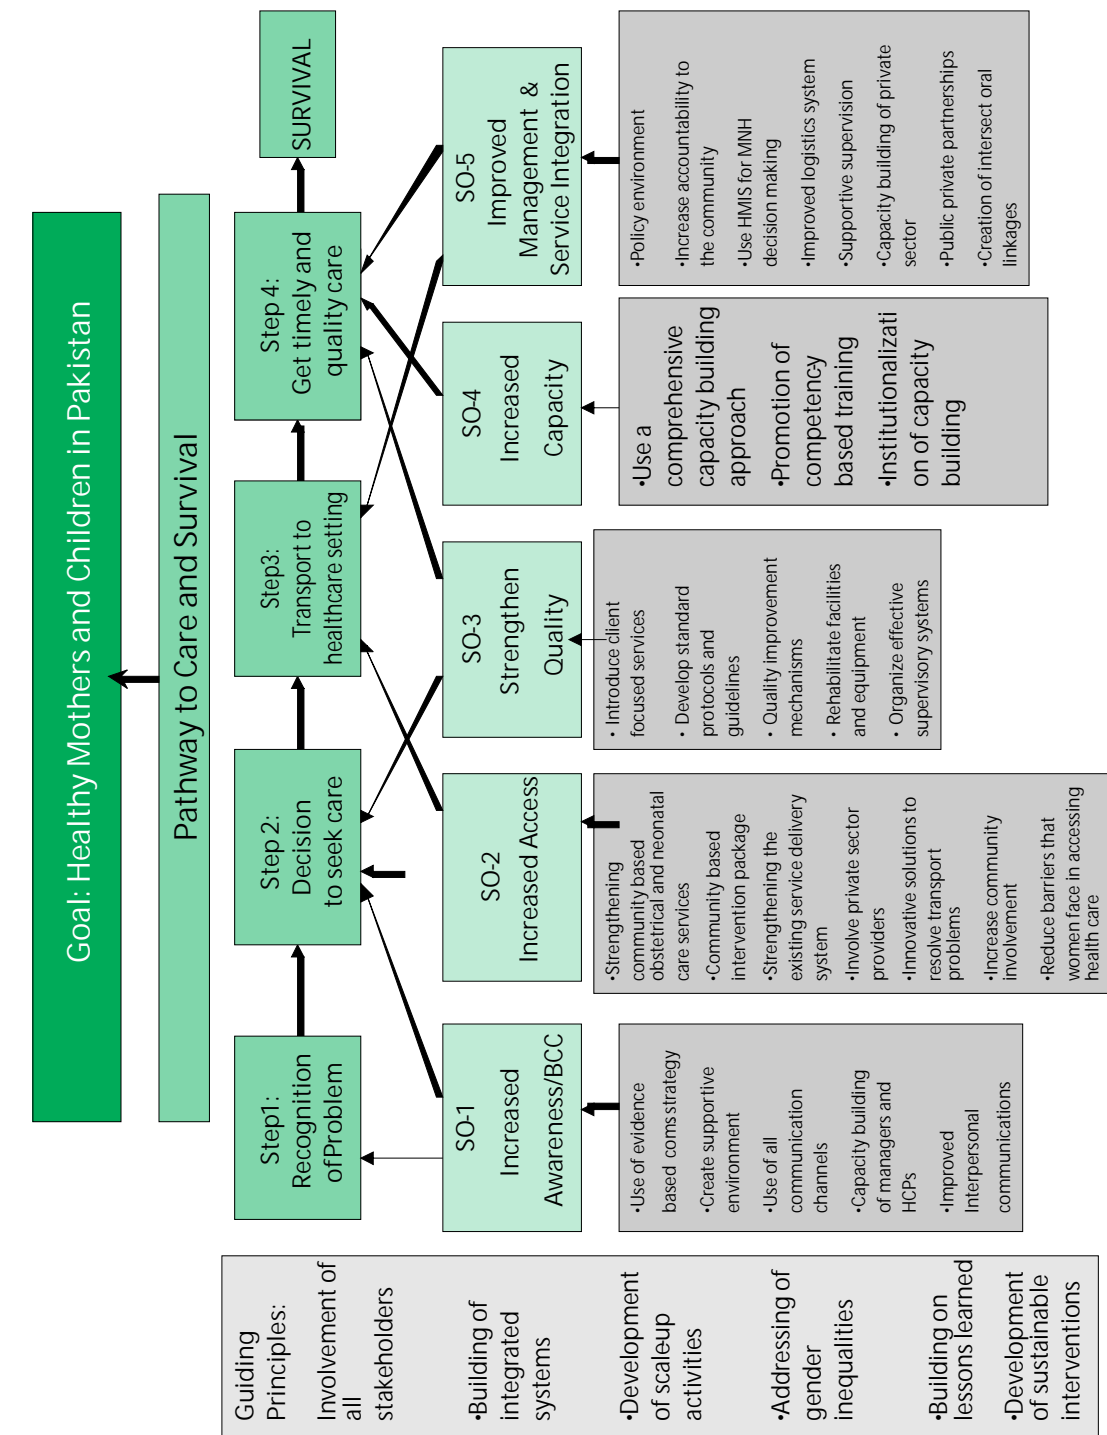 Goal: Healthy Mothers and Children in Pakistan
Pathway to Care and Survival
Step1:
Recognition
of Problem
Step 2:
Decision
to seek care
Step3:
Transport to
healthcare setting
Step 4:
Get timely and
quality care
SURVIVAL
SO-1
Increased
Awareness/BCC
SO-2
Increased Access
SO-3
Strengthen
Quality
SO-4
Increased
Capacity
SO-5
Improved
Management &
Service Integration
•Use of evidence
based coms strategy
•Create supportive
environment
•Use of all
communication
channels
•Capacity building
of managers and
HCPs
•Improved
Interpersonal
communications
•Strengthening
community based
obstetrical and neonatal
care services
•Community based
intervention package
•Strengthening the
existing service delivery
system
•Involve private sector
providers
•Innovative solutions to
resolve transport
problems
•Increase community
involvement
•Reduce barriers that
women face in accessing
health care
• Introduce client
focused services
• Develop standard
protocols and
guidelines
• Quality improvement
mechanisms
• Rehabilitate facilities
and equipment
• Organize effective
supervisory systems
•Use a
comprehensive
capacity building
approach
•Promotion of
competency
based training
•Institutionalizati
on of capacity
building
•Policy environment
•Increase accountability to
the community
•Use HMIS for MNH
decision making
•Improved logistics system
•Supportive supervision
•Capacity building of private
sector
•Public private partnerships
•Creation of intersect oral
linkages
Guiding
Principles:
Involvement of
all
stakeholders
•Building of
integrated
systems
•Development
of scale-up
activities
•Addressing of
gender
inequalities
•Building on
lessons learned
•Development
of sustainable
interventions